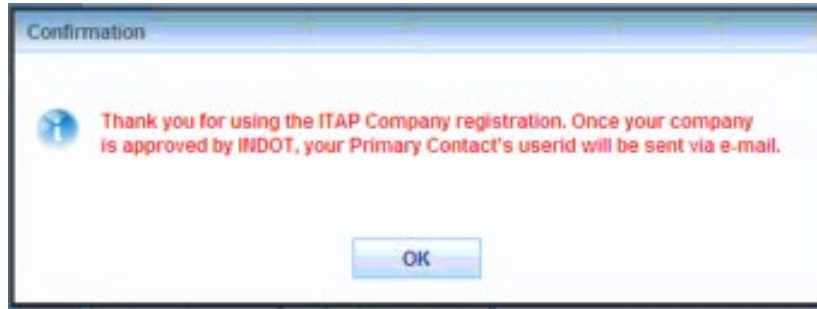 Confirmation
Thank you for using the ITAP Company registration. Once your company
is approved by INDOT, your Primary Contact's userid will be sent via e-mail.
OK